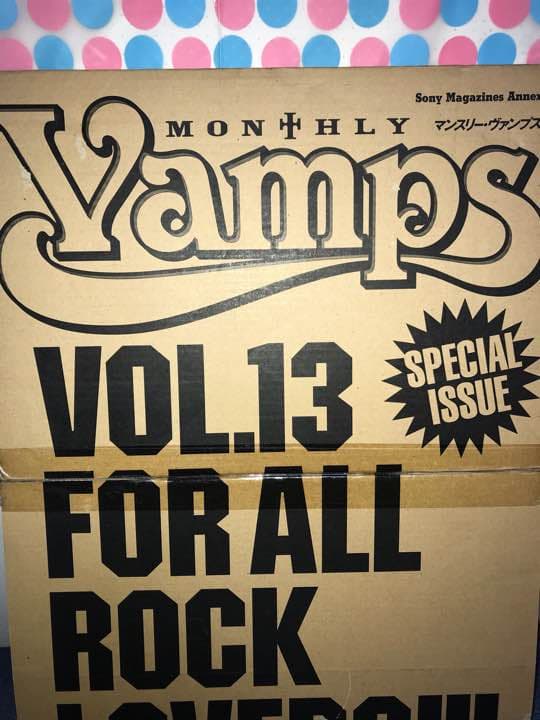 Sony Magazines Annex
MONTHLY
マンスリー・ヴァンプス
Vamps
VOL.13
SPECIAL
ISSUE
FOR ALL
ROCK